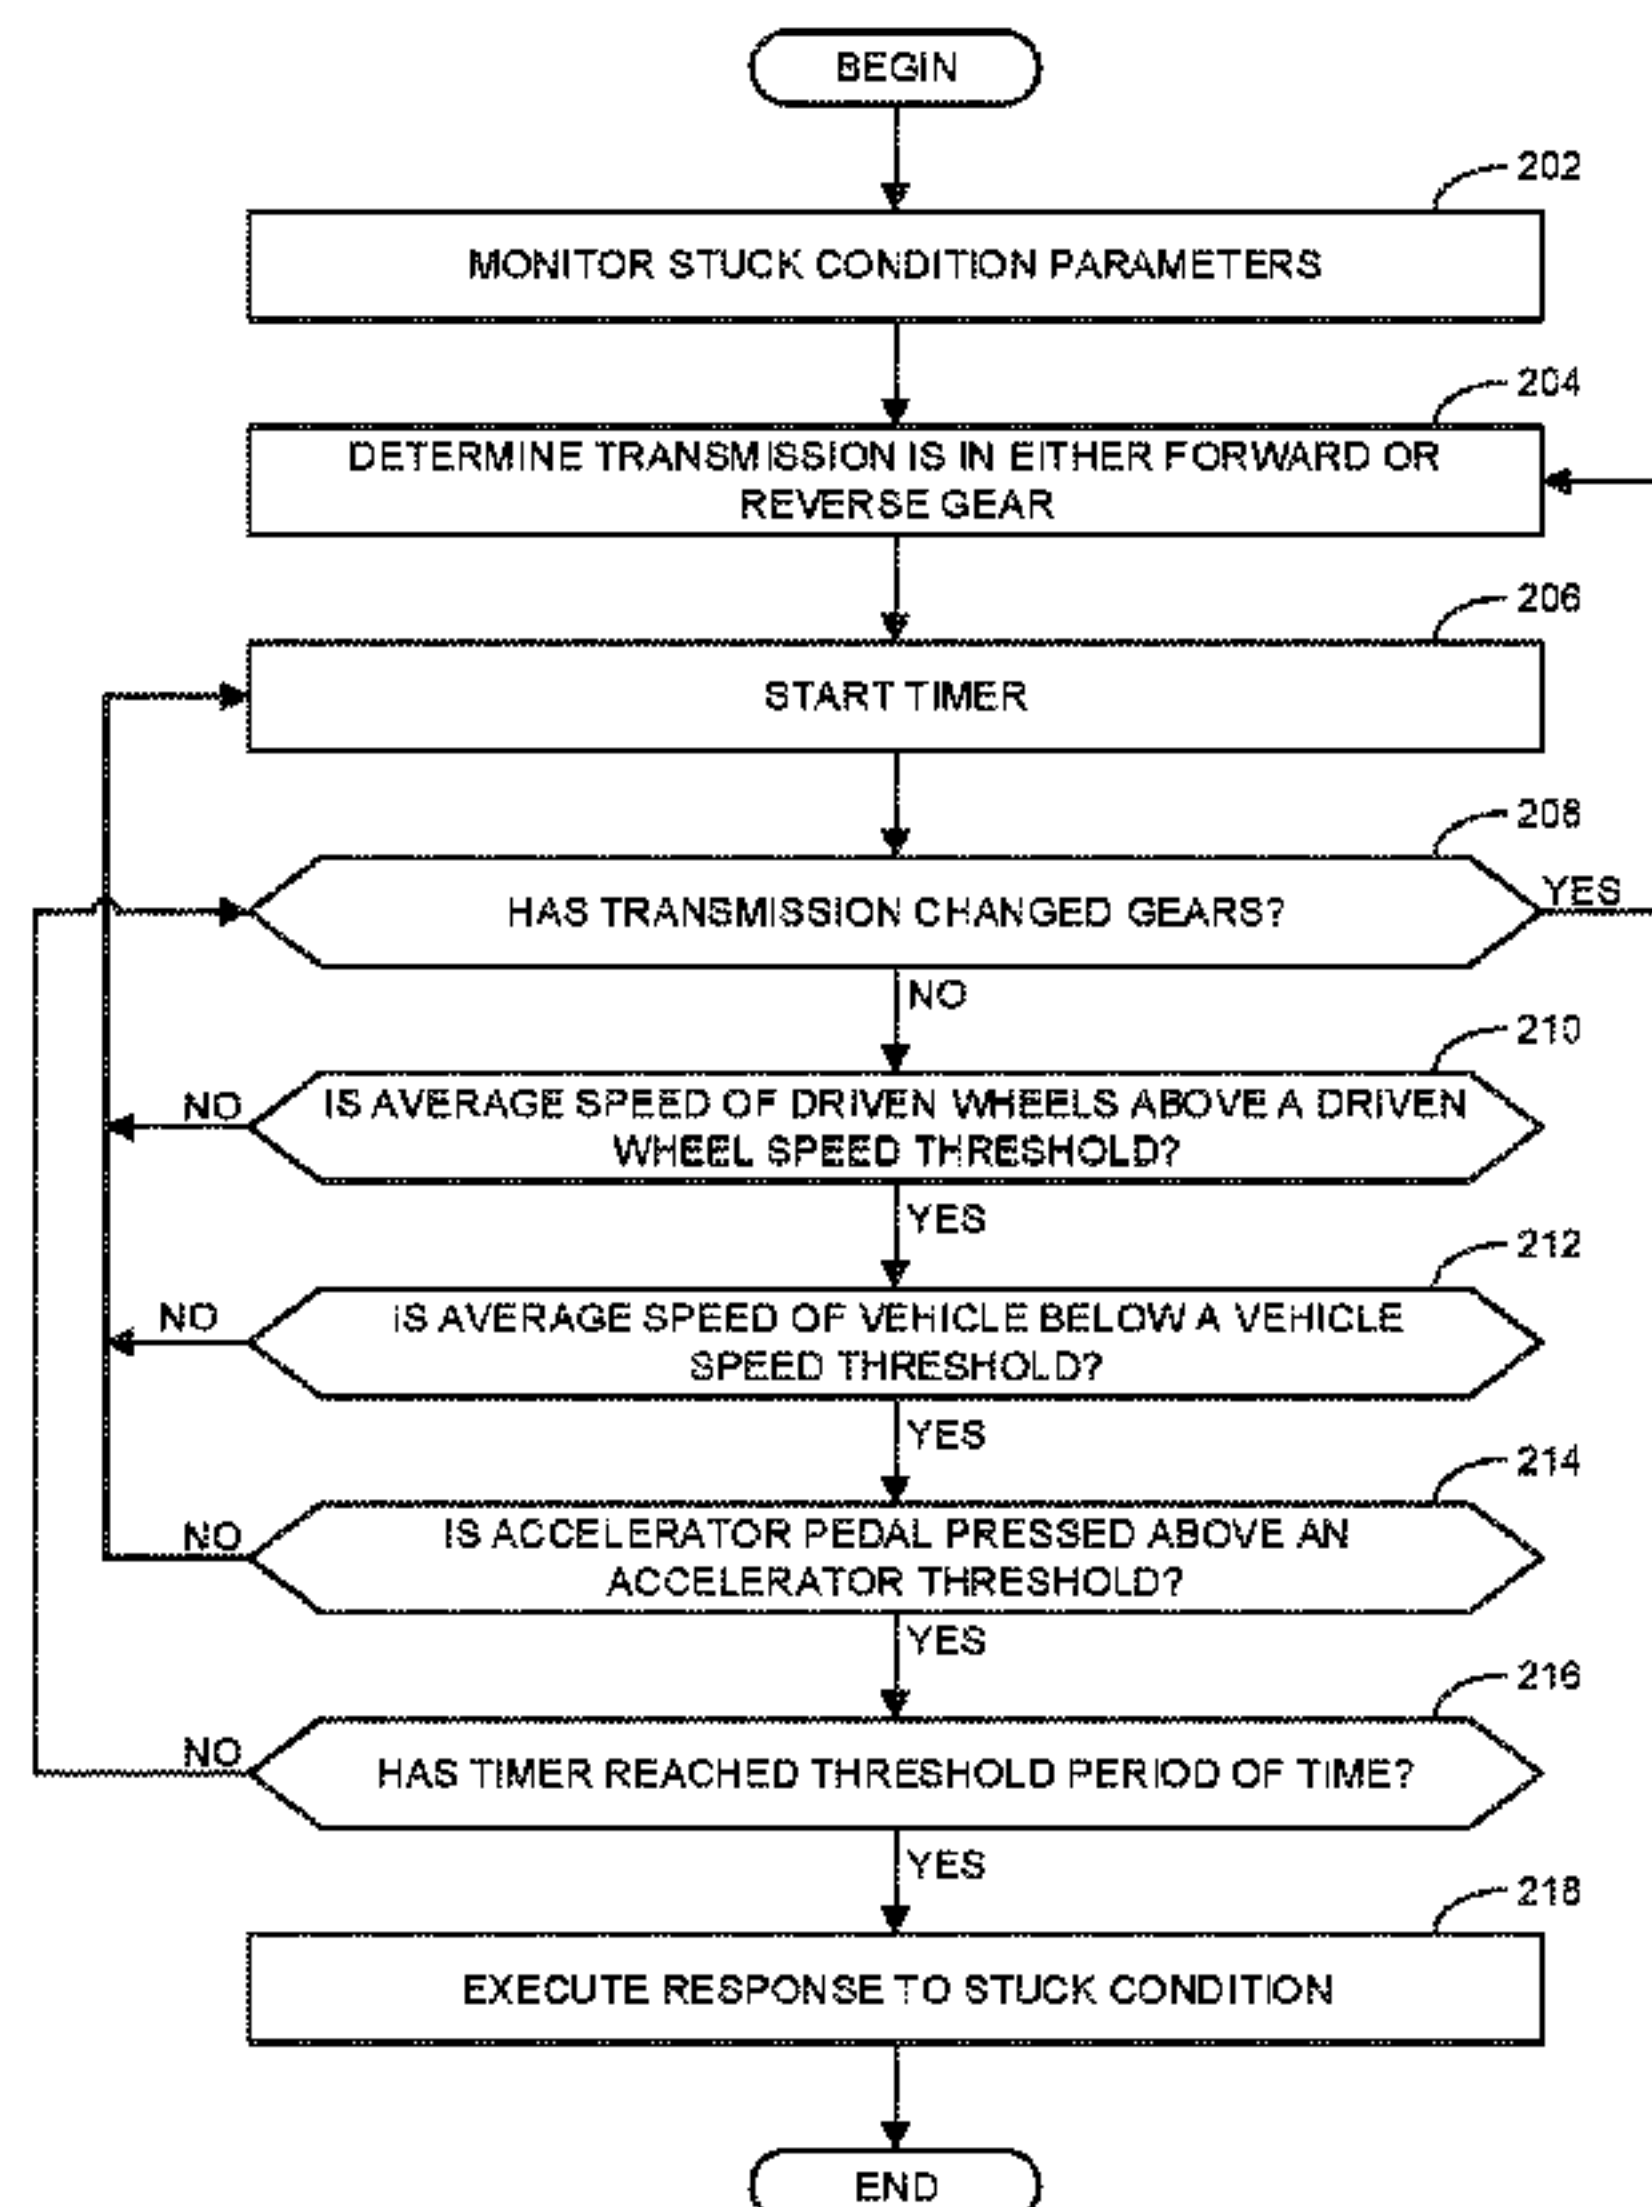 BEGIN
202
MONITOR STUCK CONDITION PARAMETERS
204
DETERMINE TRANSMISSION IS IN EITHER FORWARD OR
REVERSE GEAR
206
START TIMER
208
HAS TRANSMISSION CHANGED GEARS?
YES
NO
210
IS AVERAGE SPEED OF DRIVEN WHEELS ABOVE A DRIVEN
WHEEL SPEED THRESHOLD?
NO
YES
212
IS AVERAGE SPEED OF VEHICLE BELOW A VEHICLE
SPEED THRESHOLD?
NO
YES
214
IS ACCELERATOR PEDAL PRESSED ABOVE AN
ACCELERATOR THRESHOLD?
NO
YES
216
HAS TIMER REACHED THRESHOLD PERIOD OF TIME?
NO
YES
218
EXECUTE RESPONSE TO STUCK CONDITION
END